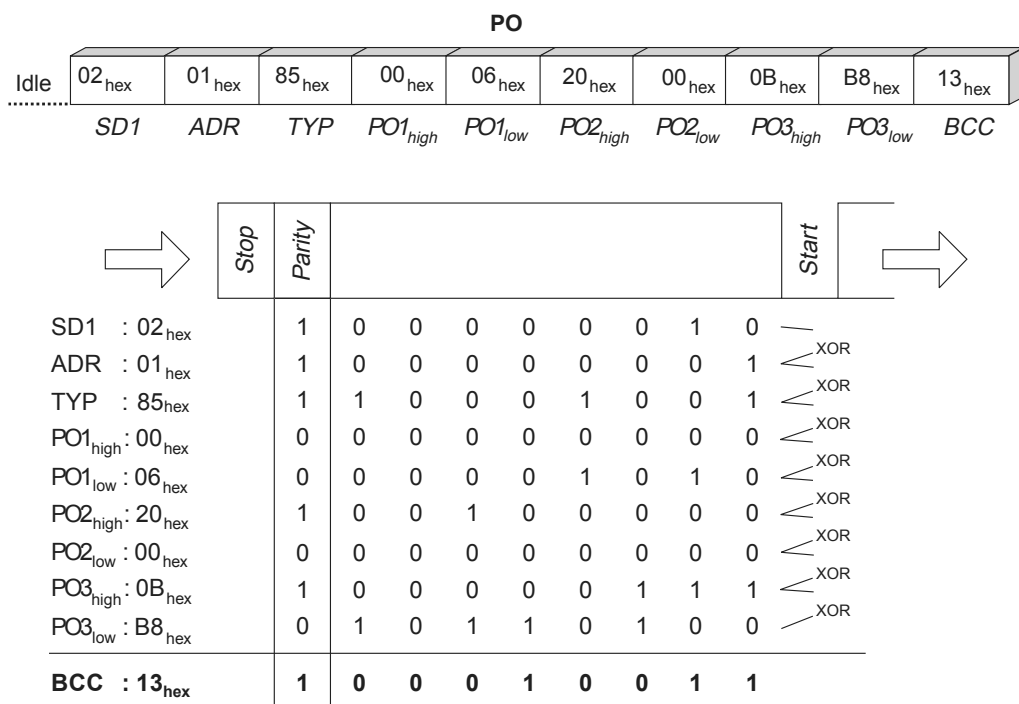 PO
Idle 02hex 01hex 85hex 00hex 06hex 20hex 00hex 0Bhex B8hex 13hex
SD1 ADR TYP PO1high PO1low PO2high PO2low PO3high PO3low BCC
Stop Parity Start
SD1 : 02hex 1 0 0 0 0 0 0 1 0
XOR
ADR : 01hex 1 0 0 0 0 0 0 0 1
XOR
TYP : 85hex 1 1 0 0 0 1 0 0 1
XOR
PO1high : 00hex 0 0 0 0 0 0 0 0 0
XOR
PO1low : 06hex 0 0 0 0 0 1 0 1 0
XOR
PO2high : 20hex 1 0 0 1 0 0 0 0 0
XOR
PO2low : 00hex 0 0 0 0 0 0 0 0 0
XOR
PO3high : 0Bhex 1 0 0 0 0 0 1 1 1
XOR
PO3low : B8hex 0 1 0 1 1 0 1 0 0
BCC : 13hex 1 0 0 0 1 0 0 1 1